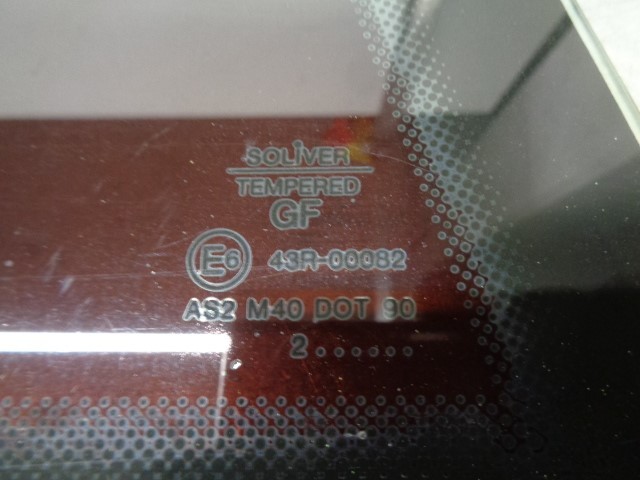 SOLiVER
TEMPERED
GF
E6 43R-00082
AS2 M40 DOT 90
2 ......